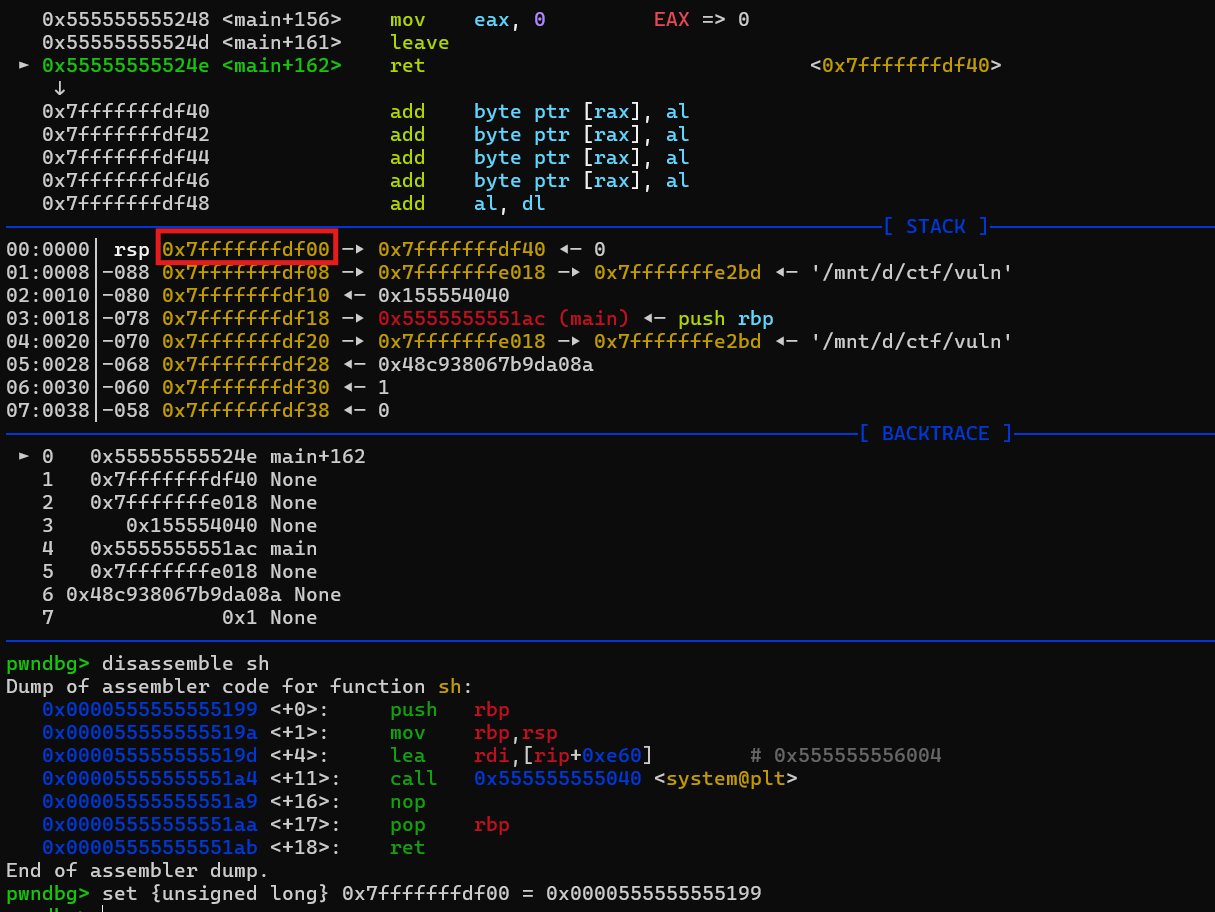 0x555555555248 <main+156>    mov    eax, 0    EAX => 0
0x55555555524d <main+161>    leave
► 0x55555555524e <main+162>    ret    <0x7fffffffdf40>
↓
0x7fffffffdf40    add    byte ptr [rax], al
0x7fffffffdf42    add    byte ptr [rax], al
0x7fffffffdf44    add    byte ptr [rax], al
0x7fffffffdf46    add    byte ptr [rax], al
0x7fffffffdf48    add    al, dl
[ STACK ]
00:0000│ rsp 0x7fffffffdf00 —▸ 0x7fffffffdf40 ◂— 0
01:0008│-088 0x7fffffffdf08 —▸ 0x7fffffffe018 —▸ 0x7fffffffe2bd ◂— '/mnt/d/ctf/vuln'
02:0010│-080 0x7fffffffdf10 ◂— 0x155554040
03:0018│-078 0x7fffffffdf18 —▸ 0x5555555551ac (main) ◂— push rbp
04:0020│-070 0x7fffffffdf20 —▸ 0x7fffffffe018 —▸ 0x7fffffffe2bd ◂— '/mnt/d/ctf/vuln'
05:0028│-068 0x7fffffffdf28 ◂— 0x48c938067b9da08a
06:0030│-060 0x7fffffffdf30 ◂— 1
07:0038│-058 0x7fffffffdf38 ◂— 0
[ BACKTRACE ]
► 0   0x55555555524e main+162
1   0x7fffffffdf40 None
2   0x7fffffffe018 None
3      0x155554040 None
4   0x5555555551ac main
5   0x7fffffffe018 None
6 0x48c938067b9da08a None
7              0x1 None
pwndbg> disassemble sh
Dump of assembler code for function sh:
0x0000555555555199 <+0>:     push   rbp
0x000055555555519a <+1>:     mov    rbp,rsp
0x000055555555519d <+4>:     lea    rdi,[rip+0xe60]        # 0x555555556004
0x00005555555551a4 <+11>:    call   0x555555555040 <system@plt>
0x00005555555551a9 <+16>:    nop
0x00005555555551aa <+17>:    pop    rbp
0x00005555555551ab <+18>:    ret
End of assembler dump.
pwndbg> set {unsigned long} 0x7fffffffdf00 = 0x0000555555555199